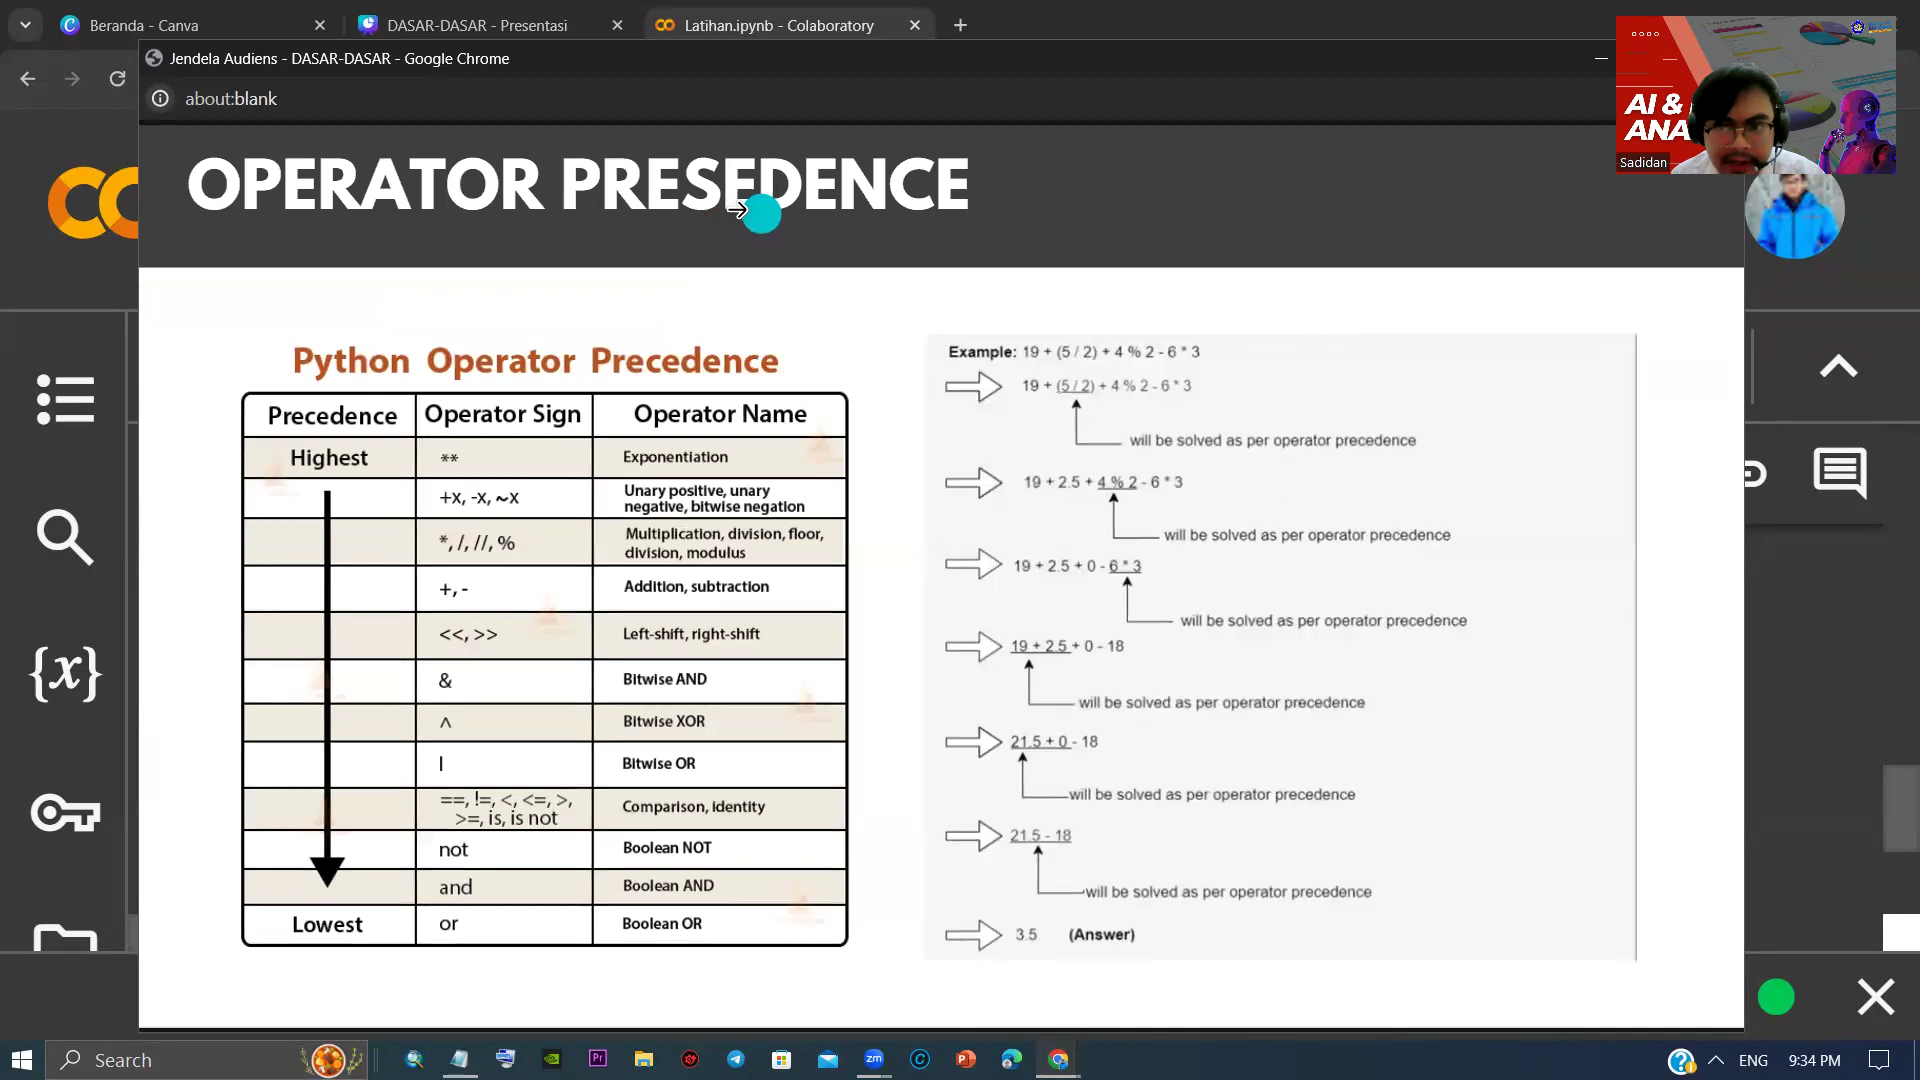 Beranda - Canva
DASAR-DASAR - Presentasi
Latihan.ipynb - Colaboratory
Jendela Audiens - DASAR-DASAR - Google Chrome
about:blank
AI &
ANA
Sadidan
OPERATOR PRESEDENCE
Python Operator Precedence
Precedence Operator Sign Operator Name
Highest ** Exponentiation
+x, -x, ~x Unary positive, unary
negative, bitwise negation
*, /, //, % Multiplication, division, floor,
division, modulus
+, - Addition, subtraction
<<, >> Left-shift, right-shift
& Bitwise AND
^ Bitwise XOR
| Bitwise OR
==, !=, <, <=, >,
>=, is, is not Comparison, Identity
not Boolean NOT
and Boolean AND
Lowest or Boolean OR
Example: 19 + (5 / 2) + 4 % 2 - 6 * 3
19 + (5 / 2) + 4 % 2 - 6 * 3
will be solved as per operator precedence
19 + 2.5 + 4 % 2 - 6 * 3
will be solved as per operator precedence
19 + 2.5 + 0 - 6 * 3
will be solved as per operator precedence
19 + 2.5 + 0 - 18
will be solved as per operator precedence
21.5 + 0 - 18
will be solved as per operator precedence
21.5 - 18
will be solved as per operator precedence
3.5 (Answer)
{x}
Search
Pr
zm
ENG
9:34 PM